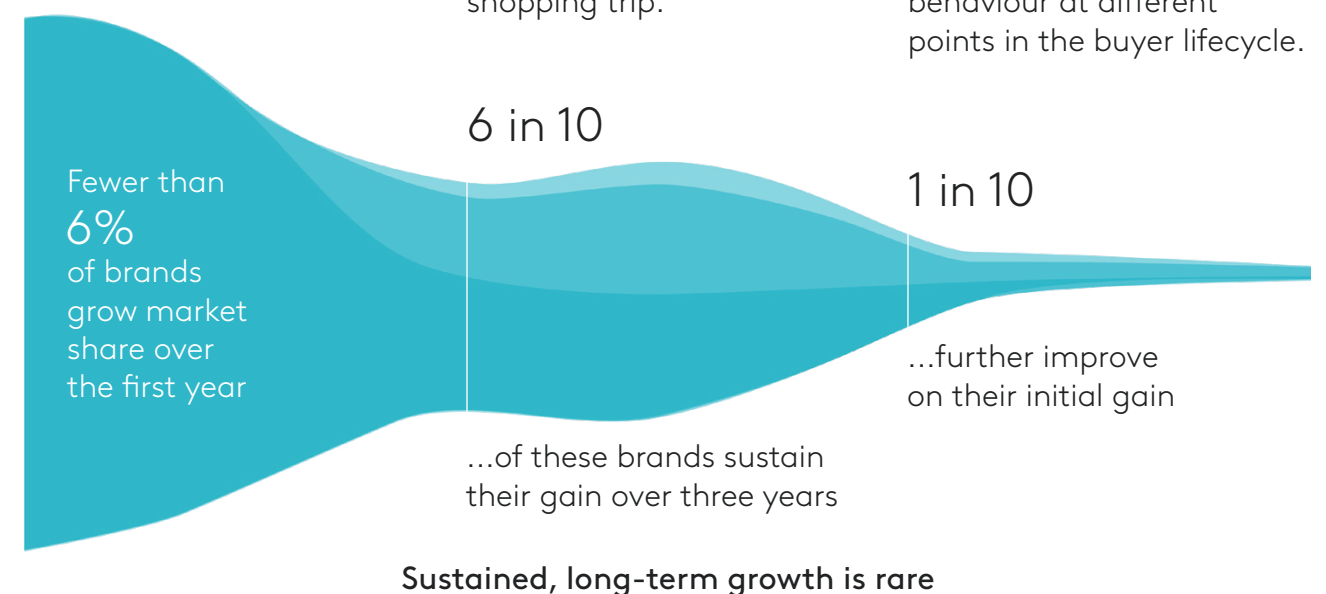 shopping trip.
behaviour at different
points in the buyer lifecycle.
6 in 10
1 in 10
Fewer than
6%
of brands
grow market
share over
the first year
...further improve
on their initial gain
...of these brands sustain
their gain over three years
Sustained, long-term growth is rare